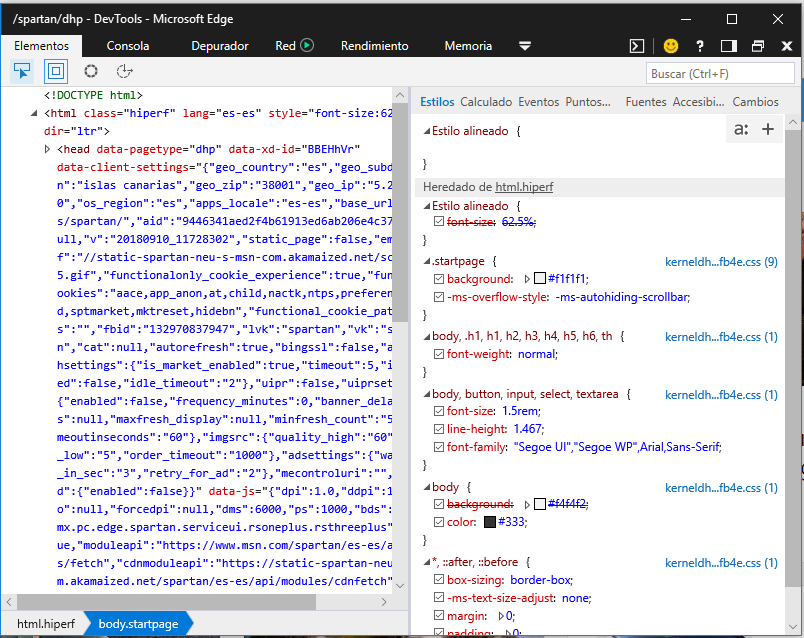 /spartan/dhp - DevTools - Microsoft Edge
Elementos Consola Depurador Red Rendimiento Memoria
?
Buscar (Ctrl+F)
<!DOCTYPE html>
<html class="hiperf" lang="es-es" style="font-size:62
dir="ltr">
<head data-pagetype="dhp" data-xd-id="BBEHhVr"
data-client-settings="{"geo_country":"es","geo_subd
n":"islas canarias","geo_zip":"38001","geo_ip":"5.2
0","os_region":"es","apps_locale":"es-es","base_url
s/spartan/","aid":"9446341aed2f4b61913ed6ab206e4c37
ull,"v":"20180910_11728302","static_page":false,"em
f":"//static-spartan-neu-s-msn-com.akamaized.net/sc
5.gif","functionalonly_cookie_experience":true,"fun
ookies":"aace,app_anon,at,child,nactk,ntps,preferen
d,sptmarket,mktreset,hidebn","functional_cookie_pat
s":"","fbid":"132970837947","lvk":"spartan","vk":"s
n","cat":null,"autorefresh":true,"bingssl":false,"a
hsettings":{"is_market_enabled":true,"timeout":5,"i
ed":false,"idle_timeout":"2"},"uipr":false,"uiprset
{"enabled":false,"frequency_minutes":0,"banner_dela
s":null,"maxfresh_display":null,"minfresh_count":"5
meoutinseconds":"60"},"imgsrc":{"quality_high":"60"
_low":"5","order_timeout":"1000"},"adsettings":{"wa
_in_sec":"3","retry_for_ad":"2"},"mecontroluri":"",
d":{"enabled":false}}" data-js="{"dpi":1.0,"ddpi":1
o":null,"forcedpi":null,"dms":6000,"ps":1000,"bds":
mx.pc.edge.spartan.serviceui.rsoneplus.rsthreeplus"
ue,"moduleapi":"https://www.msn.com/spartan/es-es/a
s/fetch","cdnmoduleapi":"https://static-spartan-neu
m.akamaized.net/spartan/es-es/api/modules/cdnfetch"
html.hiperf body.startpage
Estilos Calculado Eventos Puntos... Fuentes Accesibi... Cambios
Estilo alineado {
a: +
}
Heredado de html.hiperf
Estilo alineado {
font-size: 62.5%;
}
.startpage { kerneldh...fb4e.css (9)
background: #f1f1f1;
-ms-overflow-style: -ms-autohiding-scrollbar;
}
body, .h1, h1, h2, h3, h4, h5, h6, th { kerneldh...fb4e.css (1)
font-weight: normal;
}
body, button, input, select, textarea { kerneldh...fb4e.css (1)
font-size: 1.5rem;
line-height: 1.467;
font-family: "Segoe UI","Segoe WP",Arial,Sans-Serif;
}
body { kerneldh...fb4e.css (1)
background: #f4f4f2;
color: #333;
}
*, ::after, ::before { kerneldh...fb4e.css (1)
box-sizing: border-box;
-ms-text-size-adjust: none;
margin: 0;
padding: 0;